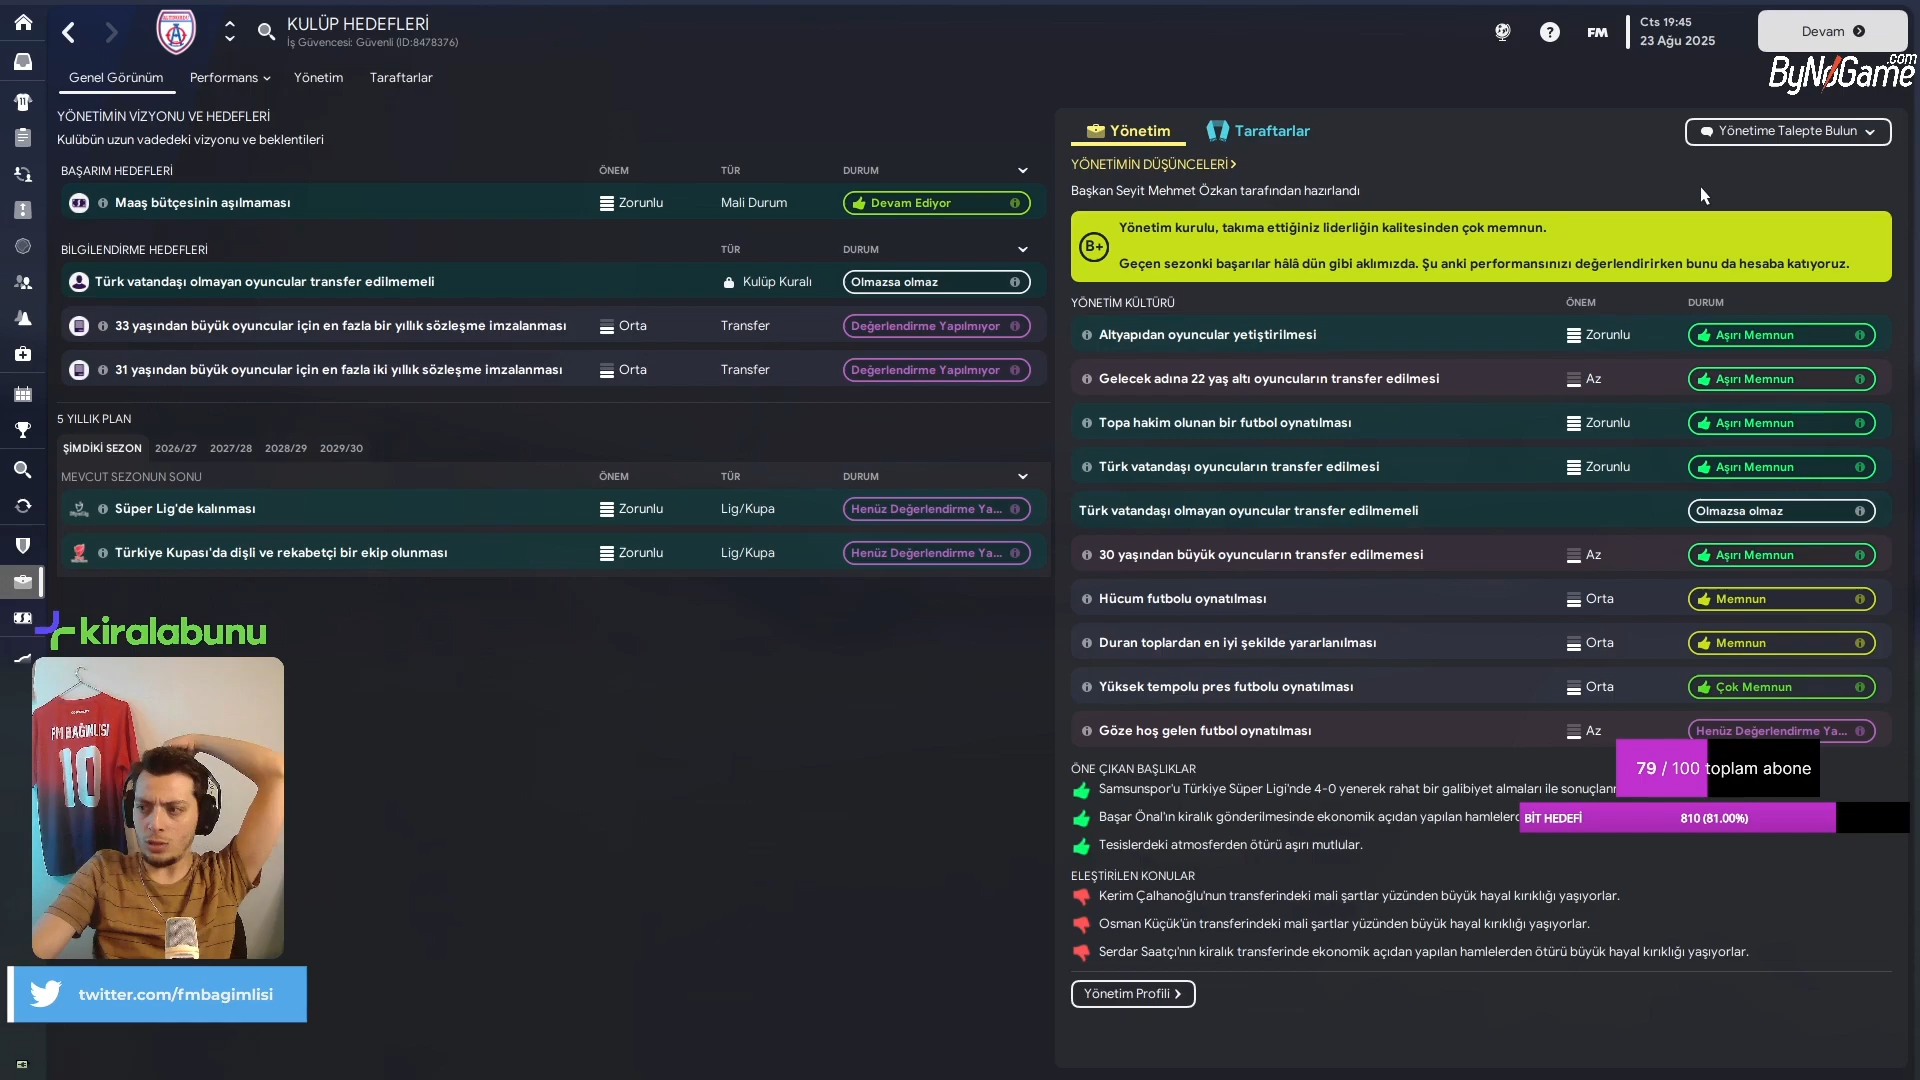 KULÜP HEDEFLERİ
İş Güvencesi: Güvenli (ID:8478376)
FM
Cts 19:45
23 Ağu 2025
Devam
ByNoGame.com
Genel Görünüm
Performans
Yönetim
Taraftarlar
YÖNETİMİN VİZYONU VE HEDEFLERİ
Kulübün uzun vadedeki vizyonu ve beklentileri
BAŞARIM HEDEFLERİ ÖNEM TÜR DURUM
Maaş bütçesinin aşılmaması Zorunlu Mali Durum Devam Ediyor
BİLGİLENDİRME HEDEFLERİ TÜR DURUM
Türk vatandaşı olmayan oyuncular transfer edilmemeli Kulüp Kuralı Olmazsa olmaz
33 yaşından büyük oyuncular için en fazla bir yıllık sözleşme imzalanması Orta Transfer Değerlendirme Yapılmıyor
31 yaşından büyük oyuncular için en fazla iki yıllık sözleşme imzalanması Orta Transfer Değerlendirme Yapılmıyor
5 YILLIK PLAN
ŞİMDİKİ SEZON 2026/27 2027/28 2028/29 2029/30
MEVCUT SEZONUN SONU ÖNEM TÜR DURUM
Süper Lig'de kalınması Zorunlu Lig/Kupa Henüz Değerlendirme Ya...
Türkiye Kupası'da dişli ve rekabetçi bir ekip olunması Zorunlu Lig/Kupa Henüz Değerlendirme Ya...
kiralabunu
FM BAĞIMLISI
10
twitter.com/fmbagimlisi
Yönetim
Taraftarlar
Yönetime Talepte Bulun
YÖNETİMİN DÜŞÜNCELERİ
Başkan Seyit Mehmet Özkan tarafından hazırlandı
B+
Yönetim kurulu, takıma ettiğiniz liderliğin kalitesinden çok memnun.
Geçen sezonki başarılar hâlâ dün gibi aklımızda. Şu anki performansınızı değerlendirirken bunu da hesaba katıyoruz.
YÖNETİM KÜLTÜRÜ ÖNEM DURUM
Altyapıdan oyuncular yetiştirilmesi Zorunlu Aşırı Memnun
Gelecek adına 22 yaş altı oyuncuların transfer edilmesi Az Aşırı Memnun
Topa hakim olunan bir futbol oynatılması Zorunlu Aşırı Memnun
Türk vatandaşı oyuncuların transfer edilmesi Zorunlu Aşırı Memnun
Türk vatandaşı olmayan oyuncular transfer edilmemeli Olmazsa olmaz
30 yaşından büyük oyuncuların transfer edilmemesi Az Aşırı Memnun
Hücum futbolu oynatılması Orta Memnun
Duran toplardan en iyi şekilde yararlanılması Orta Memnun
Yüksek tempolu pres futbolu oynatılması Orta Çok Memnun
Göze hoş gelen futbol oynatılması Az Henüz Değerlendirme Ya...
79 / 100 toplam abone
ÖNE ÇIKAN BAŞLIKLAR
Samsunspor'u Türkiye Süper Ligi'nde 4-0 yenerek rahat bir galibiyet almaları ile sonuçlan
Başar Önal'ın kiralık gönderilmesinde ekonomik açıdan yapılan hamlelerd
BİT HEDEFİ 810 (81.00%)
Tesislerdeki atmosferden ötürü aşırı mutlular.
ELEŞTİRİLEN KONULAR
Kerim Çalhanoğlu'nun transferindeki mali şartlar yüzünden büyük hayal kırıklığı yaşıyorlar.
Osman Küçük'ün transferindeki mali şartlar yüzünden büyük hayal kırıklığı yaşıyorlar.
Serdar Saatçı'nın kiralık transferinde ekonomik açıdan yapılan hamlelerden ötürü büyük hayal kırıklığı yaşıyorlar.
Yönetim Profili